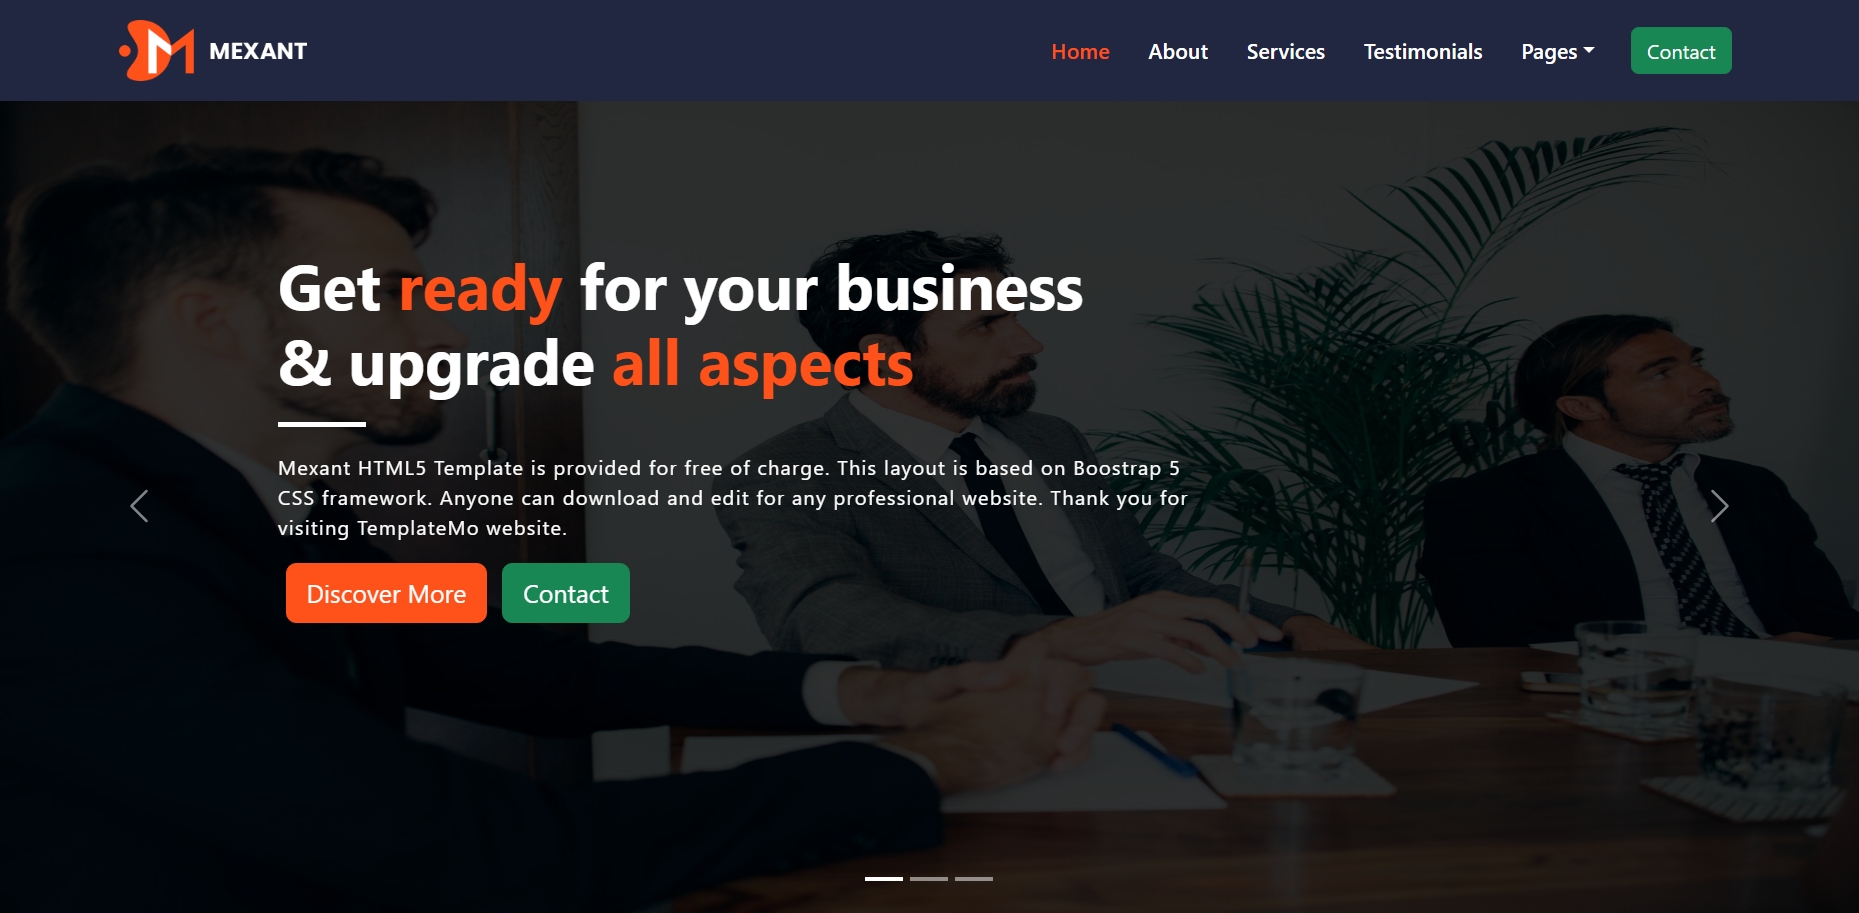 M MEXANT
Home About Services Testimonials Pages Contact
Get ready for your business
& upgrade all aspects
Mexant HTML5 Template is provided for free of charge. This layout is based on Boostrap 5
CSS framework. Anyone can download and edit for any professional website. Thank you for
visiting TemplateMo website.
Discover More Contact